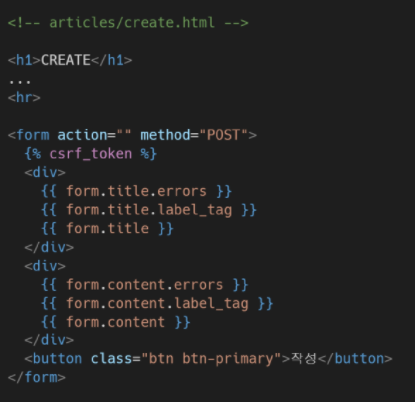 <!-- articles/create.html -->
<h1>CREATE</h1>
...
<hr>
<form action="" method="POST">
{% csrf_token %}
<div>
{{ form.title.errors }}
{{ form.title.label_tag }}
{{ form.title }}
</div>
<div>
{{ form.content.errors }}
{{ form.content.label_tag }}
{{ form.content }}
</div>
<button class="btn btn-primary">작성</button>
</form>